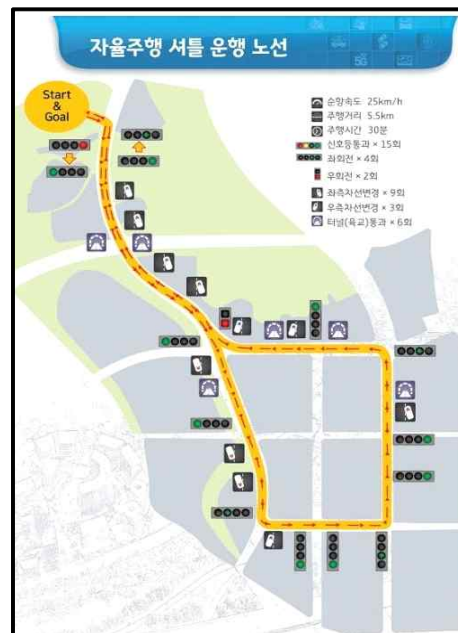 자율주행 셔틀 운행 노선
5G
Start
&
Goal
순항속도 25km/h
주행거리 5.5km
주행시간 30분
신호등통과 × 15회
좌회전 × 4회
우회전 × 2회
좌측차선변경 × 9회
우측차선변경 × 3회
터널(육교)통과 × 6회